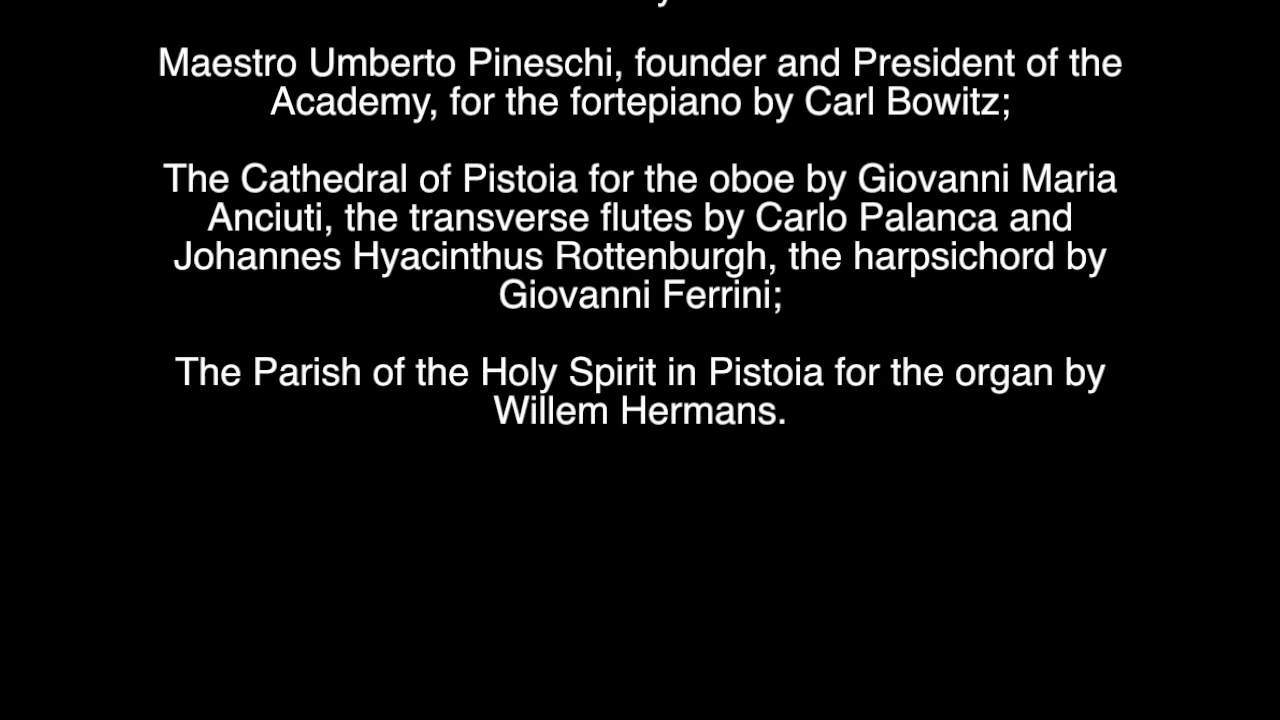 Maestro Umberto Pineschi, founder and President of the
Academy, for the fortepiano by Carl Bowitz;
The Cathedral of Pistoia for the oboe by Giovanni Maria
Anciuti, the transverse flutes by Carlo Palanca and
Johannes Hyacinthus Rottenburgh, the harpsichord by
Giovanni Ferrini;
The Parish of the Holy Spirit in Pistoia for the organ by
Willem Hermans.